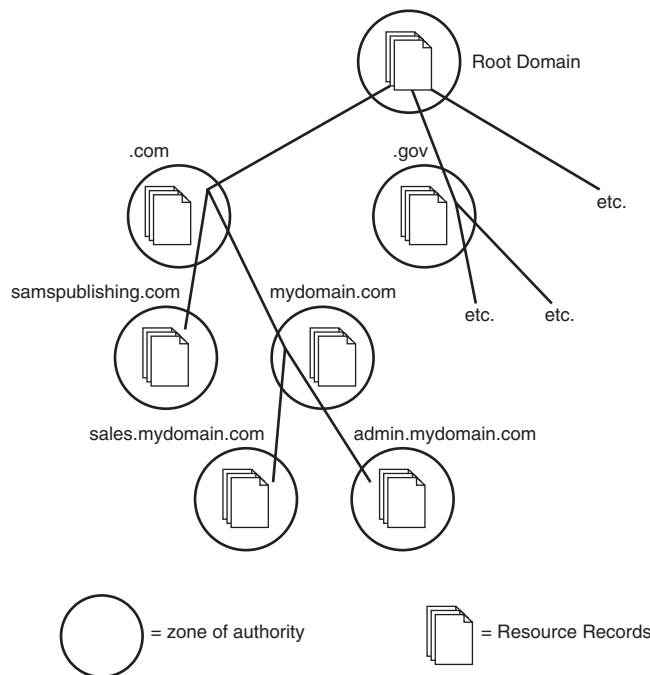 Root Domain
.com
.gov
etc.
samspublishing.com
mydomain.com
etc.
etc.
sales.mydomain.com
admin.mydomain.com
= zone of authority
= Resource Records